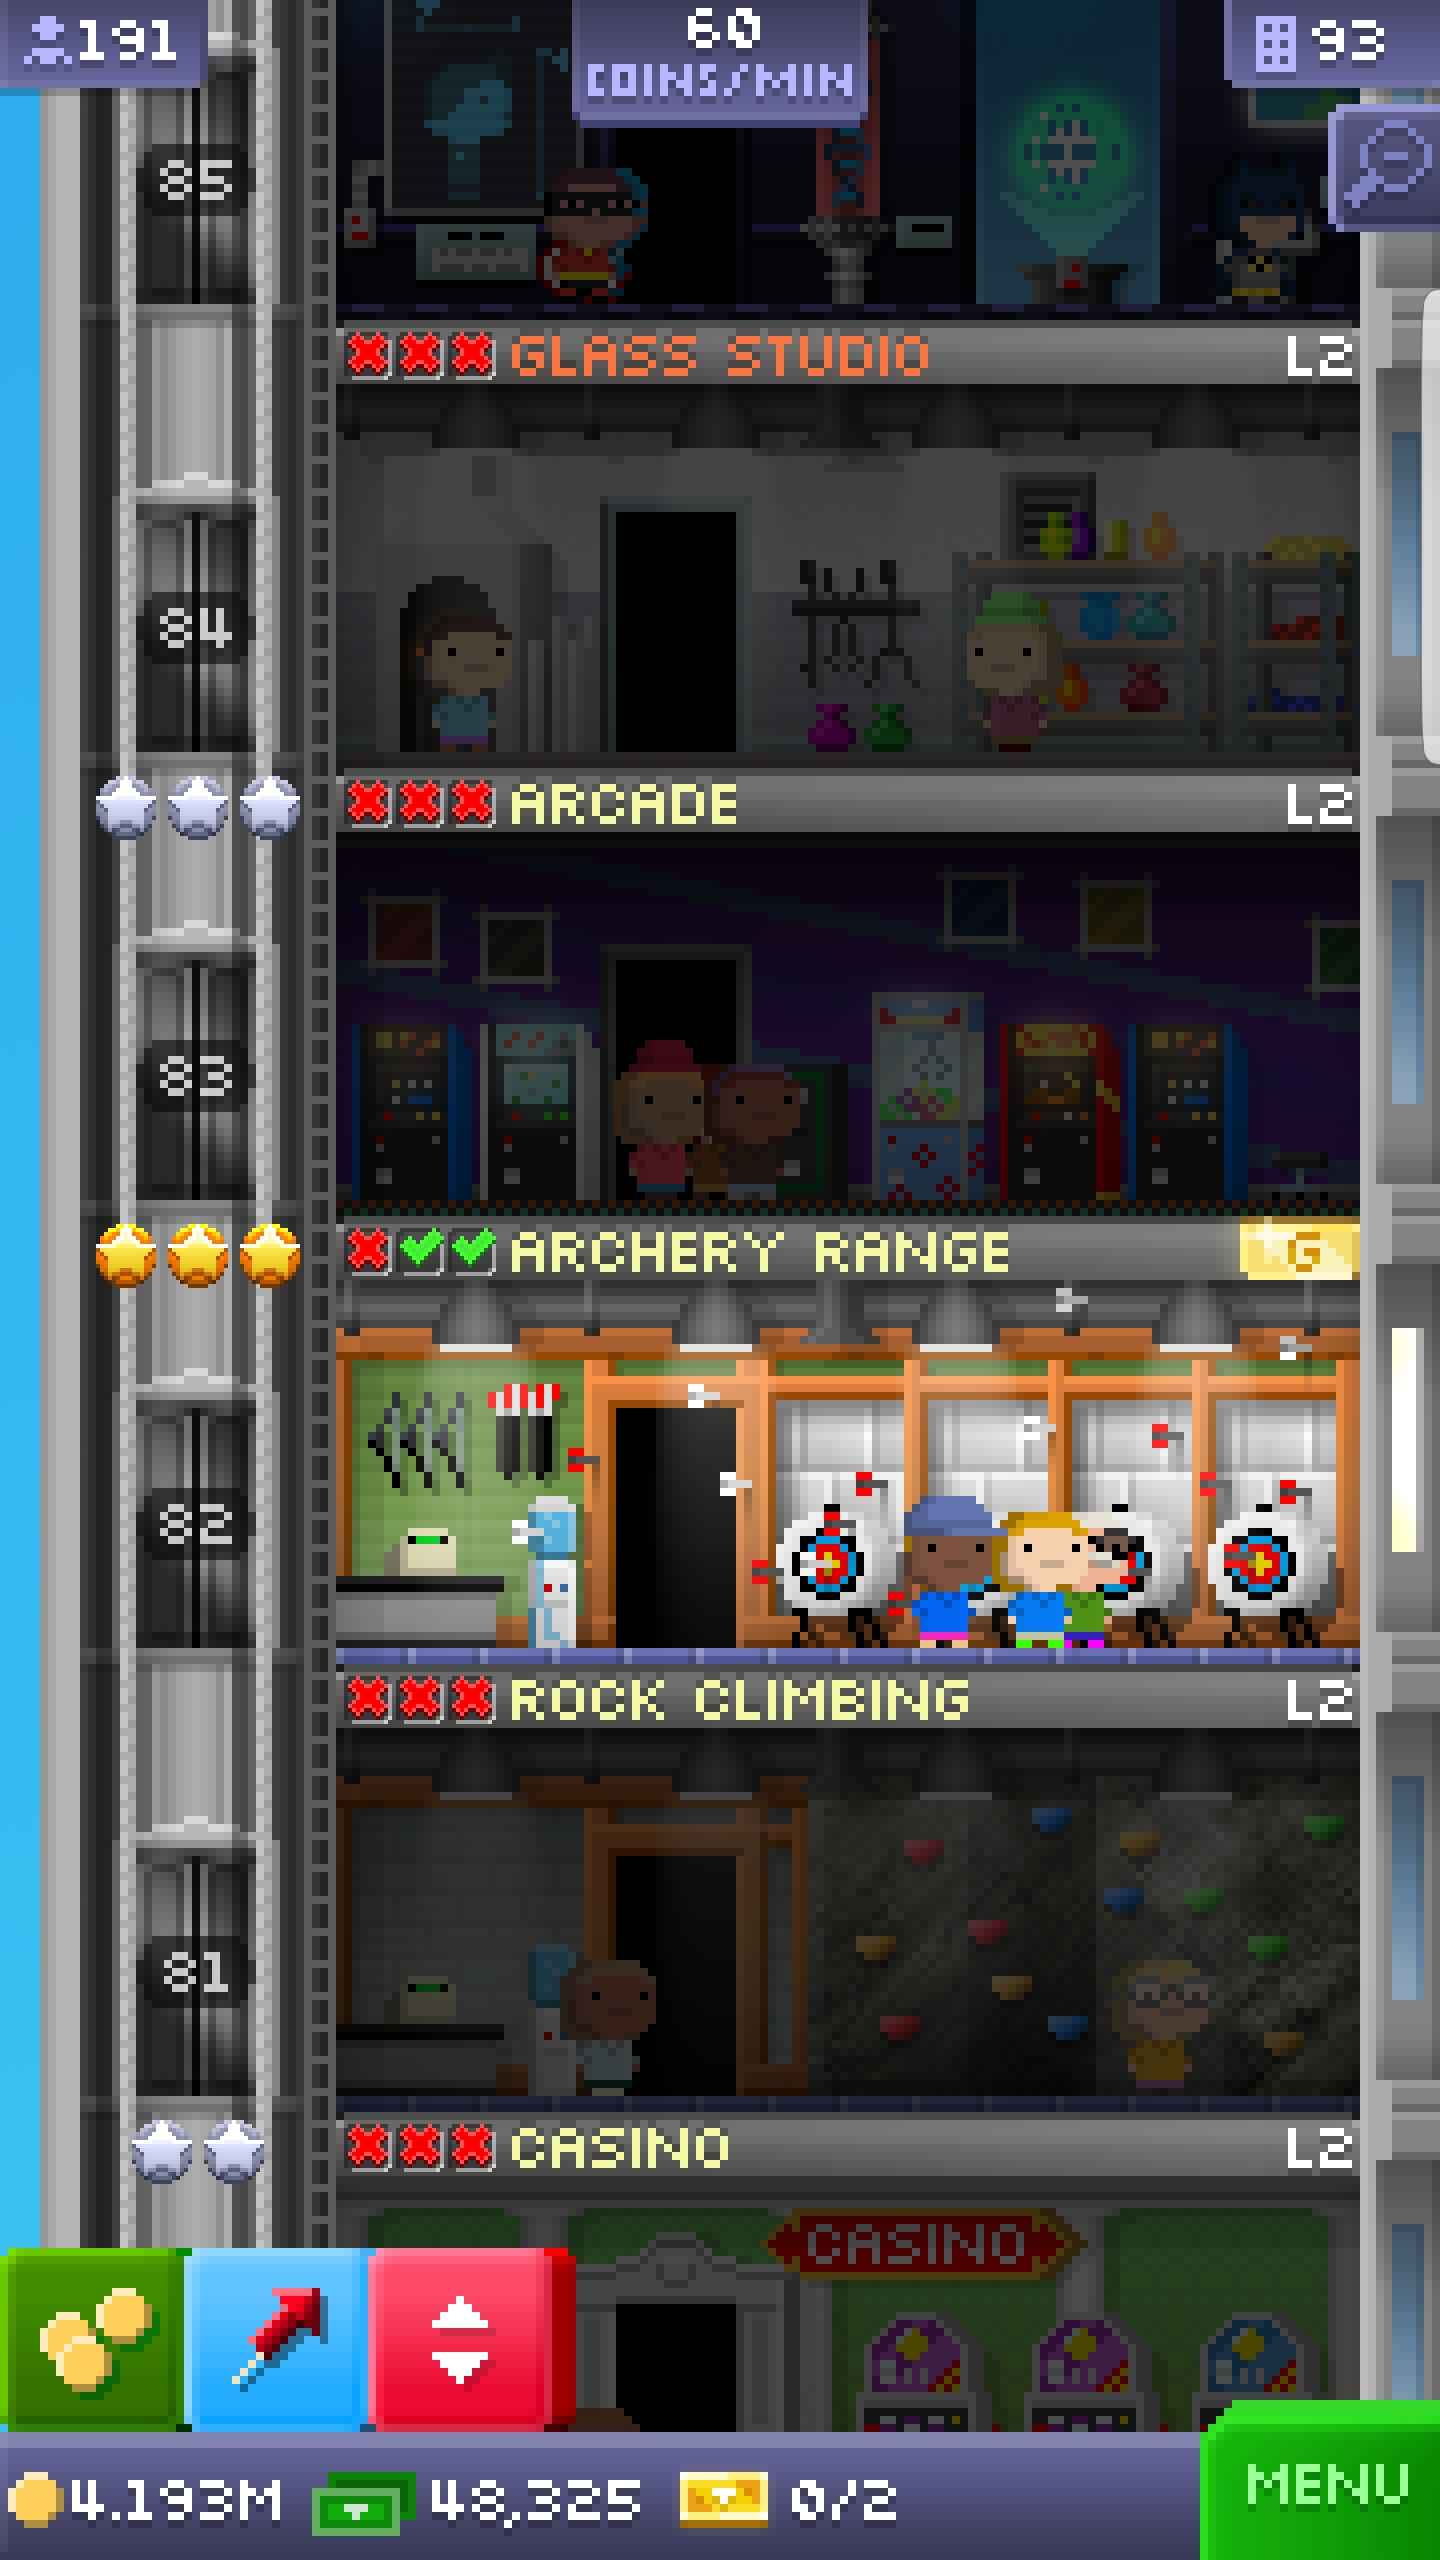 191
60
COINS/MIN
93
85
GLASS STUDIO L2
84
ARCADE L2
83
ARCHERY RANGE G
82
ROCK CLIMBING L2
81
CASINO L2
CASINO
4.193M 48,325 0/2 MENU